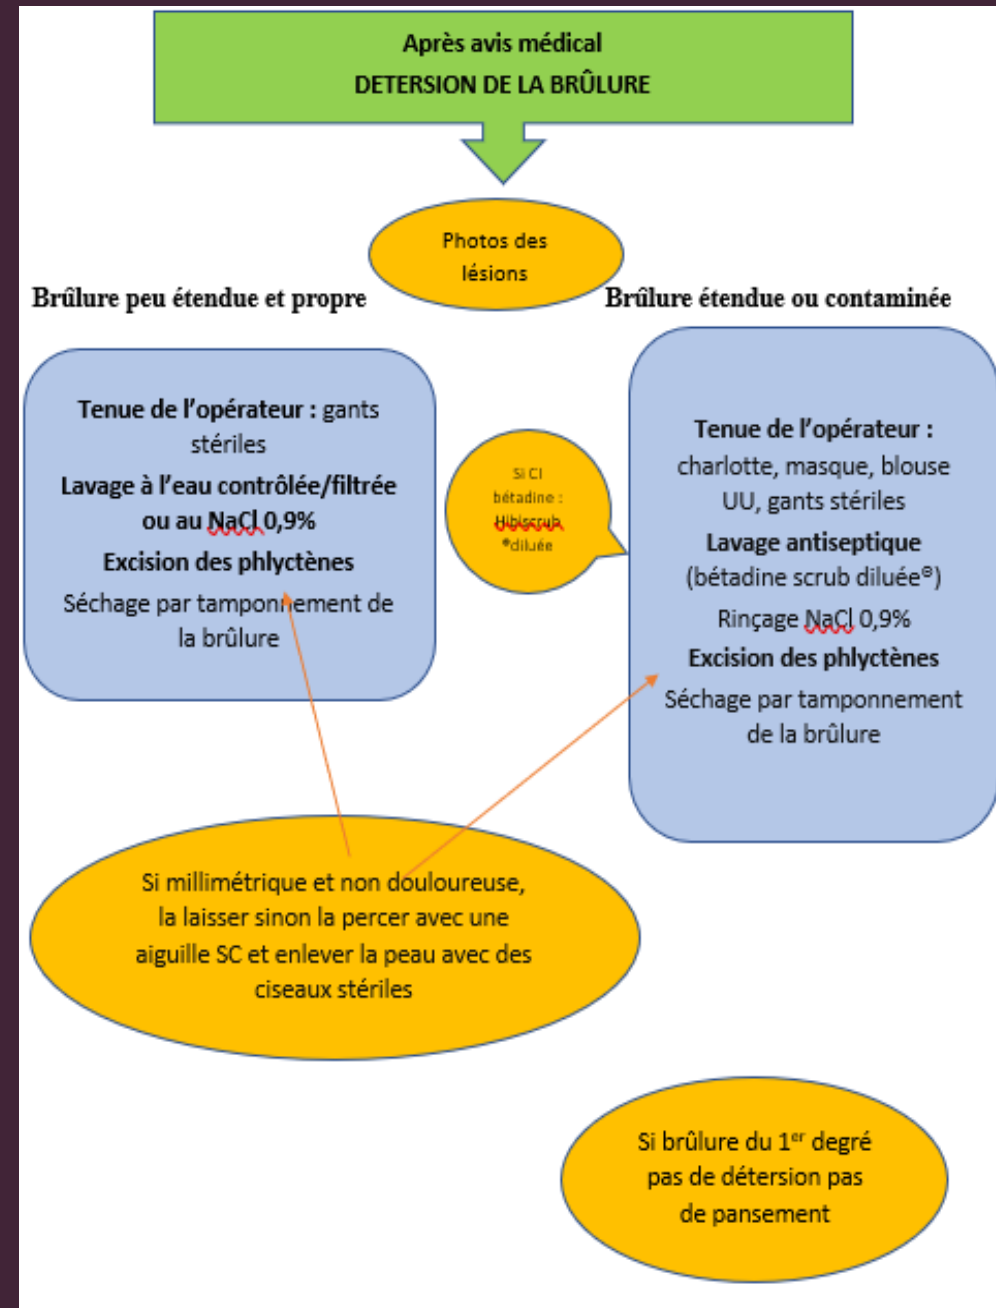 Après avis médical
DETERSION DE LA BRÛLURE
Photos des
lésions
Brûlure peu étendue et propre
Brûlure étendue ou contaminée
Tenue de l’opérateur : gants
stériles
Lavage à l’eau contrôlée/filtrée
ou au NaCl 0,9%
Excision des phlyctènes
Séchage par tamponnement de
la brûlure
Si CI
bétadine :
Hibiscrub
®diluée
Tenue de l’opérateur :
charlotte, masque, blouse
UU, gants stériles
Lavage antiseptique
(bétadine scrub diluée®)
Rinçage NaCl 0,9%
Excision des phlyctènes
Séchage par tamponnement
de la brûlure
Si millimétrique et non douloureuse,
la laisser sinon la percer avec une
aiguille SC et enlever la peau avec des
ciseaux stériles
Si brûlure du 1er degré
pas de détersion pas
de pansement